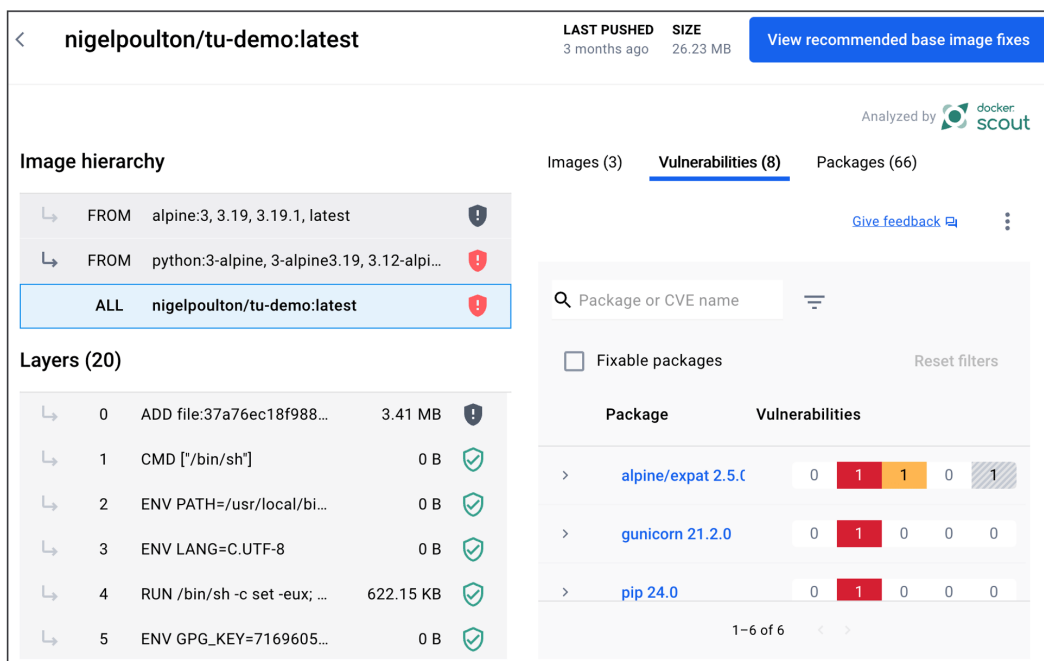 nigelpoulton/tu-demo:latest
LAST PUSHED SIZE
3 months ago 26.23 MB
View recommended base image fixes
Analyzed by docker scout
Image hierarchy
FROM alpine:3, 3.19, 3.19.1, latest
FROM python:3-alpine, 3-alpine3.19, 3.12-alpi...
ALL nigelpoulton/tu-demo:latest
Layers (20)
0 ADD file:37a76ec18f988... 3.41 MB
1 CMD ["/bin/sh"] 0 B
2 ENV PATH=/usr/local/bi... 0 B
3 ENV LANG=C.UTF-8 0 B
4 RUN /bin/sh -c set -eux; ... 622.15 KB
5 ENV GPG_KEY=7169605... 0 B
Images (3) Vulnerabilities (8) Packages (66)
Give feedback
Package or CVE name
Fixable packages Reset filters
Package Vulnerabilities
alpine/expat 2.5.0 0 1 1 0 1
gunicorn 21.2.0 0 1 0 0 0
pip 24.0 0 1 0 0 0
1–6 of 6